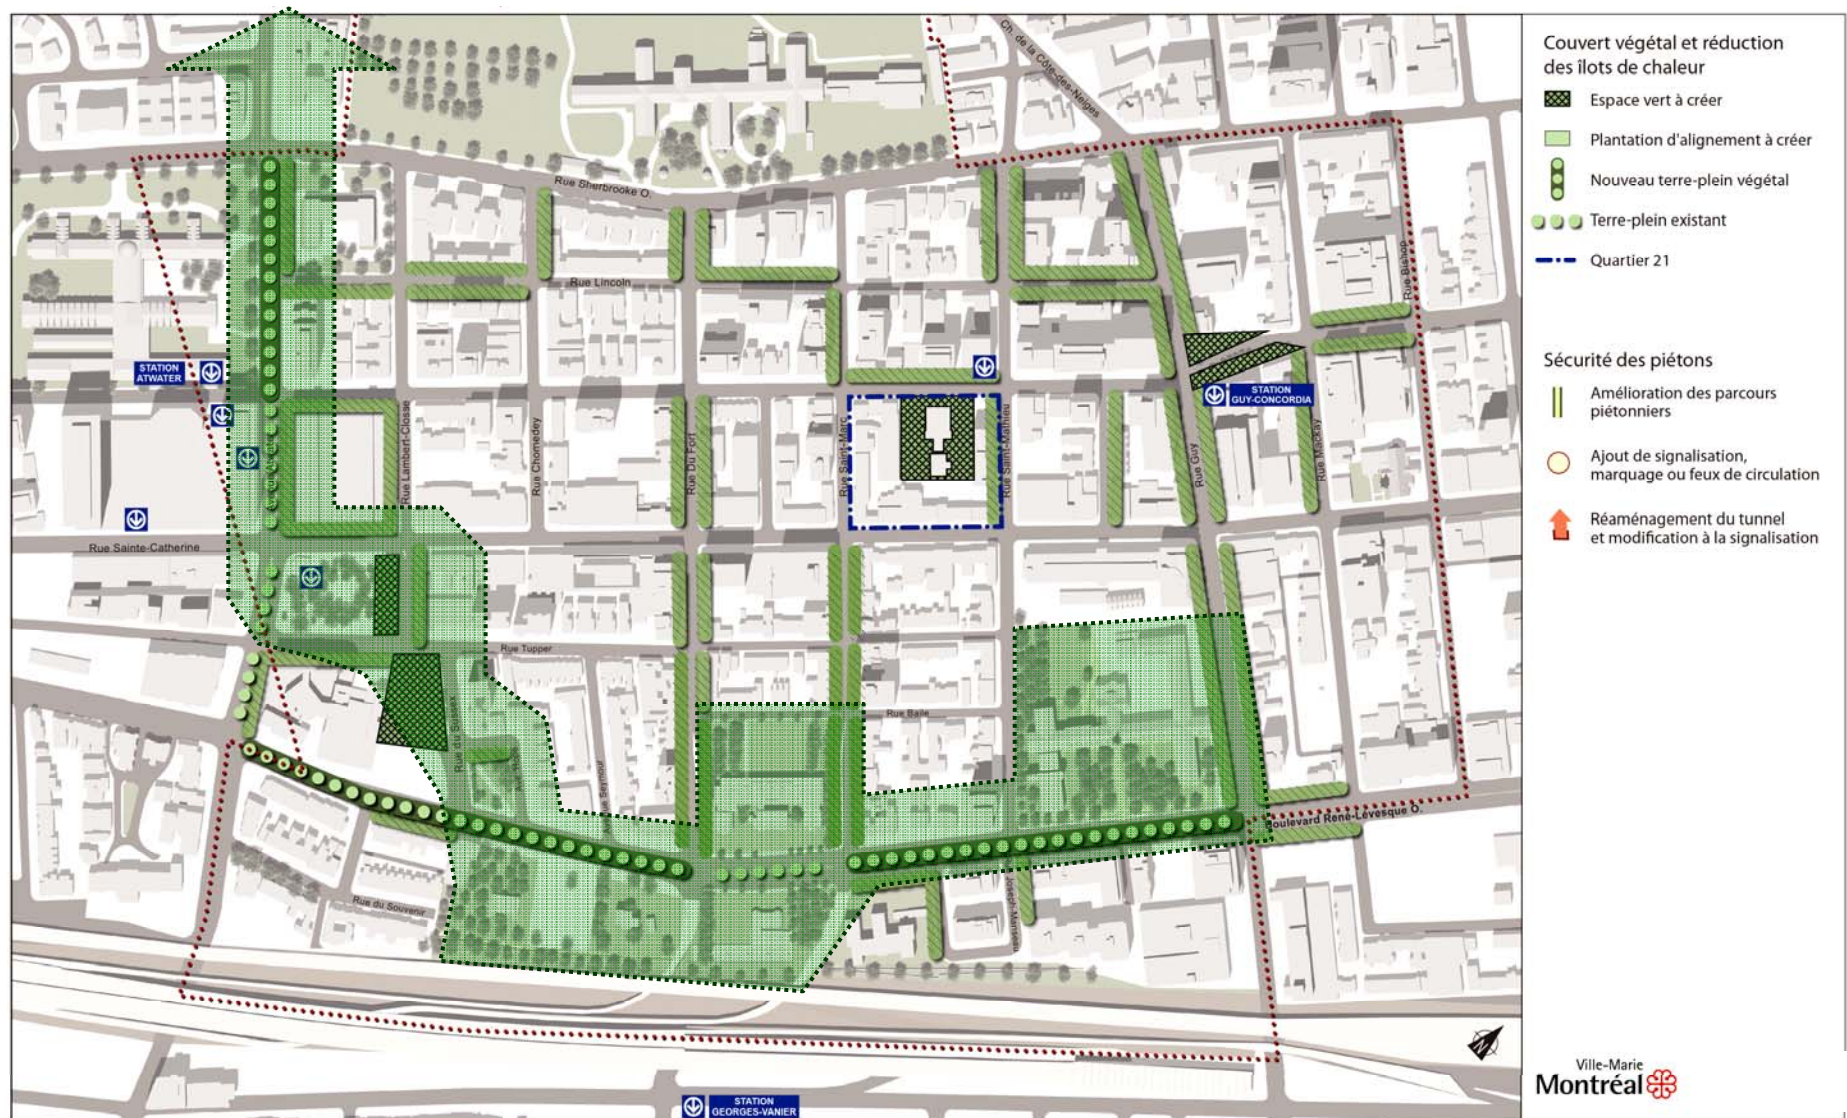 Ch. de la Côte-des-Neiges
Rue Sherbrooke O.
Rue Lincoln
Rue Bishop
STATION
ATWATER
STATION
GUY-CONCORDIA
Rue Lambert-Closse
Rue Chomedey
Rue Du Fort
Rue Saint-Marc
Rue Saint-Mathieu
Rue Guy
Rue Mackay
Rue Sainte-Catherine
Rue Tupper
Rue du Sussex
Rue Baile
Boulevard René-Lévesque O.
Rue du Souvenir
STATION
GEORGES-VANIER
N
Couvert végétal et réduction
des îlots de chaleur
Espace vert à créer
Plantation d'alignement à créer
Nouveau terre-plein végétal
Terre-plein existant
Quartier 21
Sécurité des piétons
Amélioration des parcours
piétonniers
Ajout de signalisation,
marquage ou feux de circulation
Réaménagement du tunnel
et modification à la signalisation
Ville-Marie
Montréal